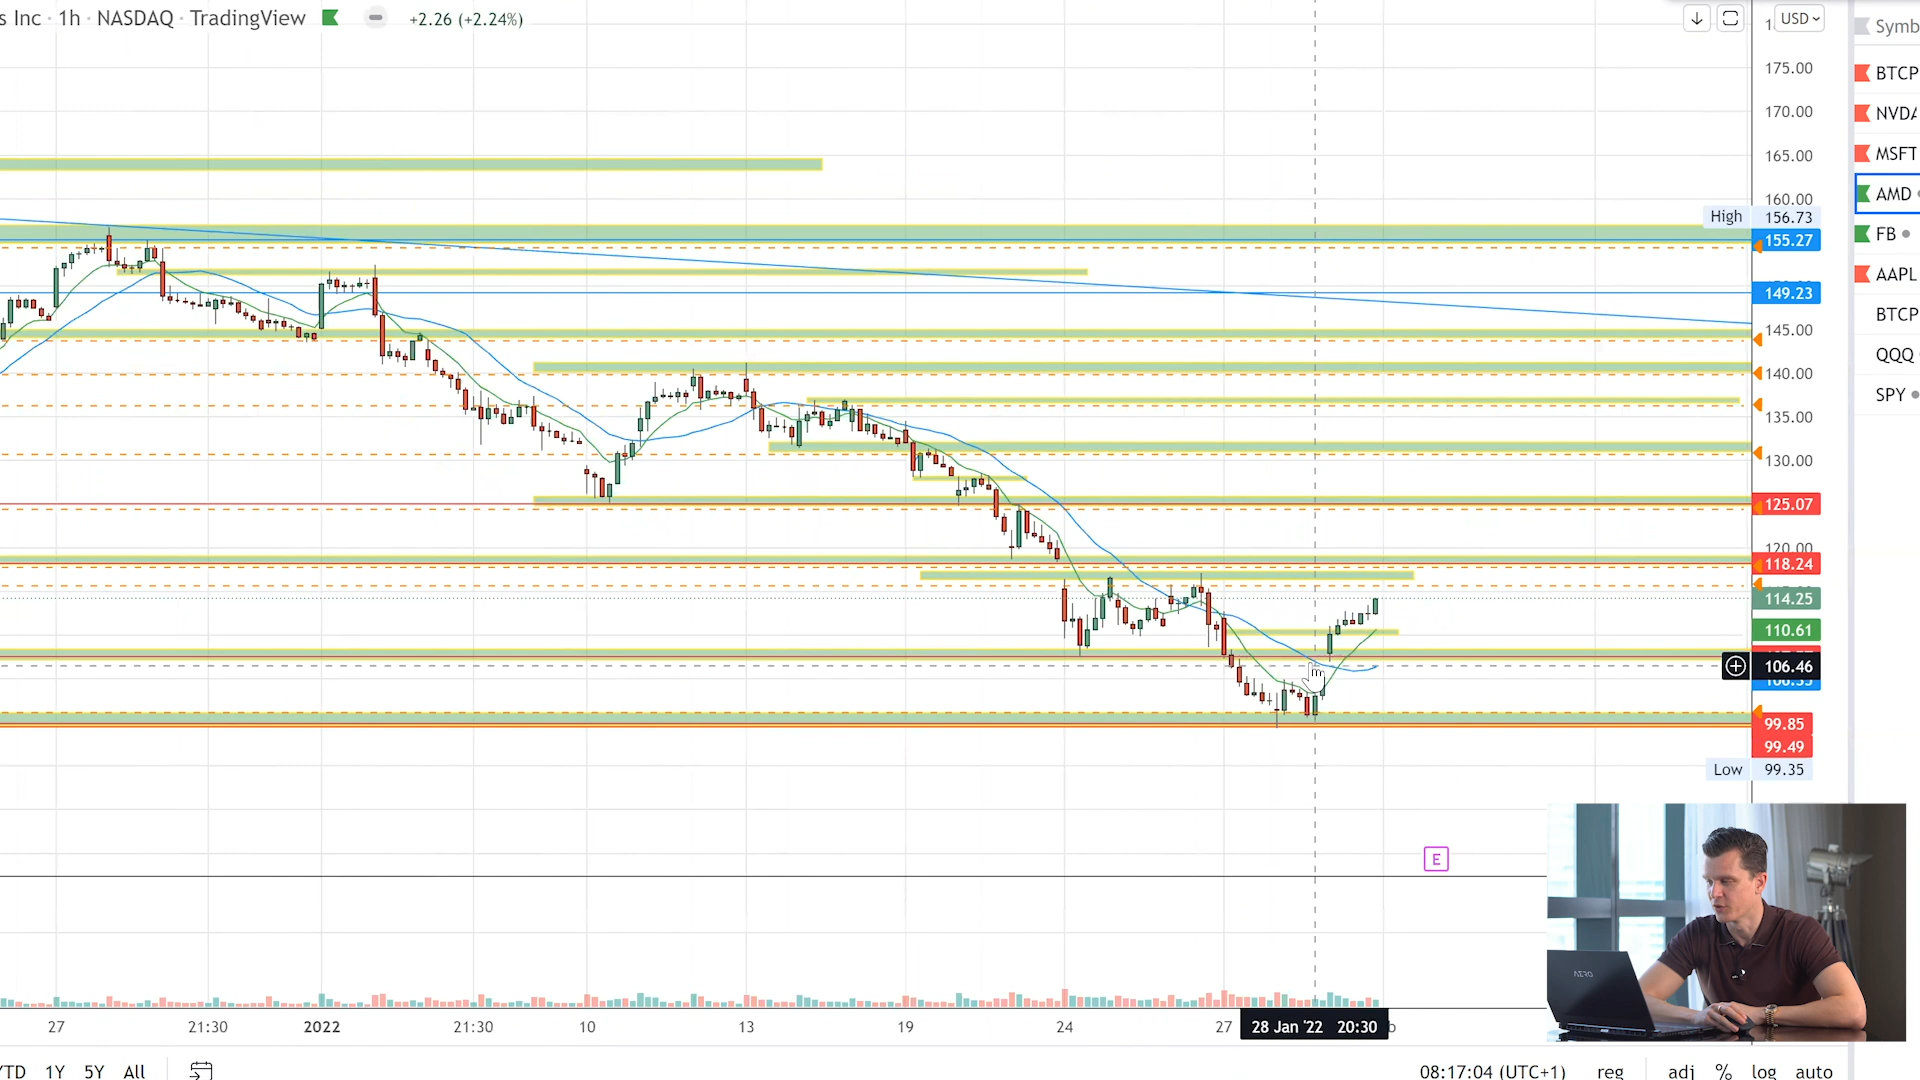 s Inc · 1h · NASDAQ · TradingView
+2.26 (+2.24%)
USD
175.00
170.00
165.00
160.00
High 156.73
155.27
149.23
145.00
140.00
135.00
130.00
125.07
120.00
118.24
114.25
110.61
106.46
99.85
99.49
Low 99.35
Symb
BTCP
NVDA
MSFT
AMD
FB
AAPL
BTCP
QQQ
SPY
E
AERO
27 21:30 2022 21:30 10 13 19 24 27 28 Jan '22 20:30
YTD 1Y 5Y All
08:17:04 (UTC+1) reg adj % log auto